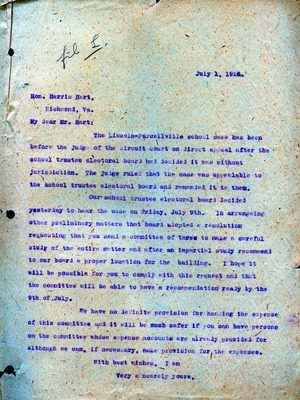 file
July 1, 1926.
Hon. Harris Hart,
Richmond, Va.
My dear Mr. Hart:
The Lincoln-Purcellville school case has been
before the judge of the circuit court on direct appeal after the
school trustee electoral board had decided it was without
jurisdiction. The judge ruled that the case was appealable to
the school trustee electoral board and remanded it to them.
Our school trustee electoral board decided
yesterday to hear the case on Friday, July 9th. In arranging
other preliminary matters that board adopted a resolution
requesting that you send a committee of three to make a careful
study of the entire matter and after an impartial study recommend
to our board a proper location for the building. I hope it
will be possible for you to comply with this request and that
the committee will be able to have a recommendation ready by the
9th of July.
We have no definite provision for handling the expense
of this committee and it will be much safer if you can have persons
on the committee whose expense accounts are already provided for
although we can, if necessary, make provision for the expenses.
With best wishes, I am
Very sincerely yours,